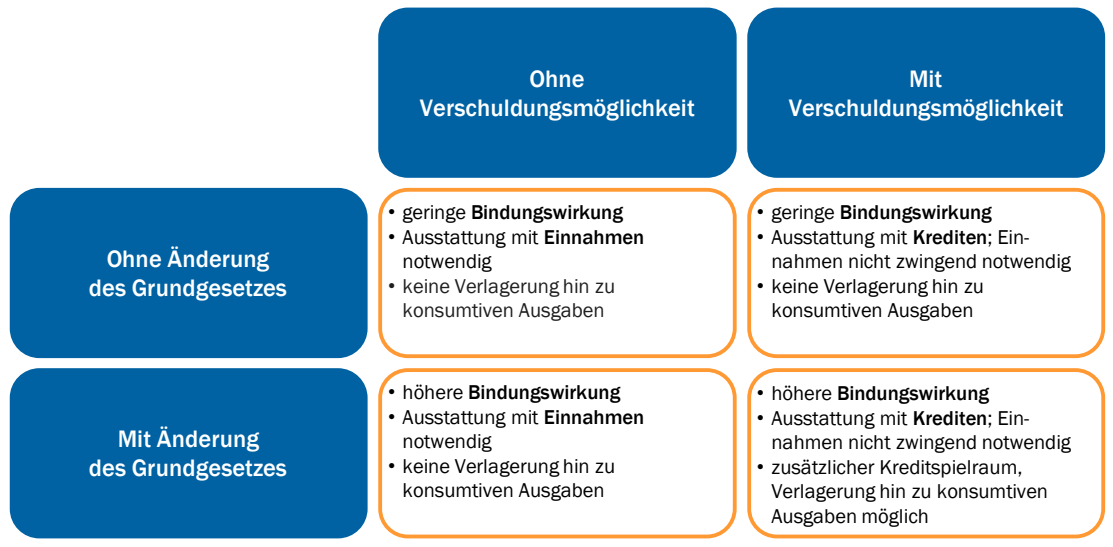 Ohne
Verschuldungsmöglichkeit
Mit
Verschuldungsmöglichkeit
Ohne Änderung
des Grundgesetzes
• geringe Bindungswirkung
• Ausstattung mit Einnahmen
notwendig
• keine Verlagerung hin zu
konsumtiven Ausgaben
• geringe Bindungswirkung
• Ausstattung mit Krediten; Ein-
nahmen nicht zwingend notwendig
• keine Verlagerung hin zu
konsumtiven Ausgaben
Mit Änderung
des Grundgesetzes
• höhere Bindungswirkung
• Ausstattung mit Einnahmen
notwendig
• keine Verlagerung hin zu
konsumtiven Ausgaben
• höhere Bindungswirkung
• Ausstattung mit Krediten; Ein-
nahmen nicht zwingend notwendig
• zusätzlicher Kreditspielraum,
Verlagerung hin zu konsumtiven
Ausgaben möglich